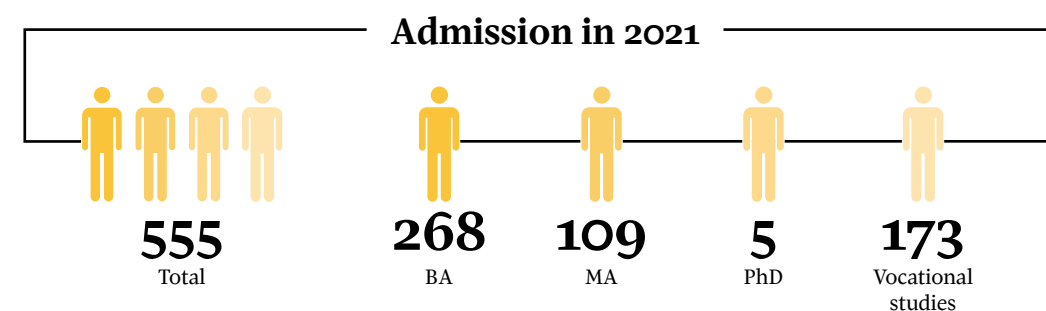 Admission in 2021
555
Total
268
BA
109
MA
5
PhD
173
Vocational
studies